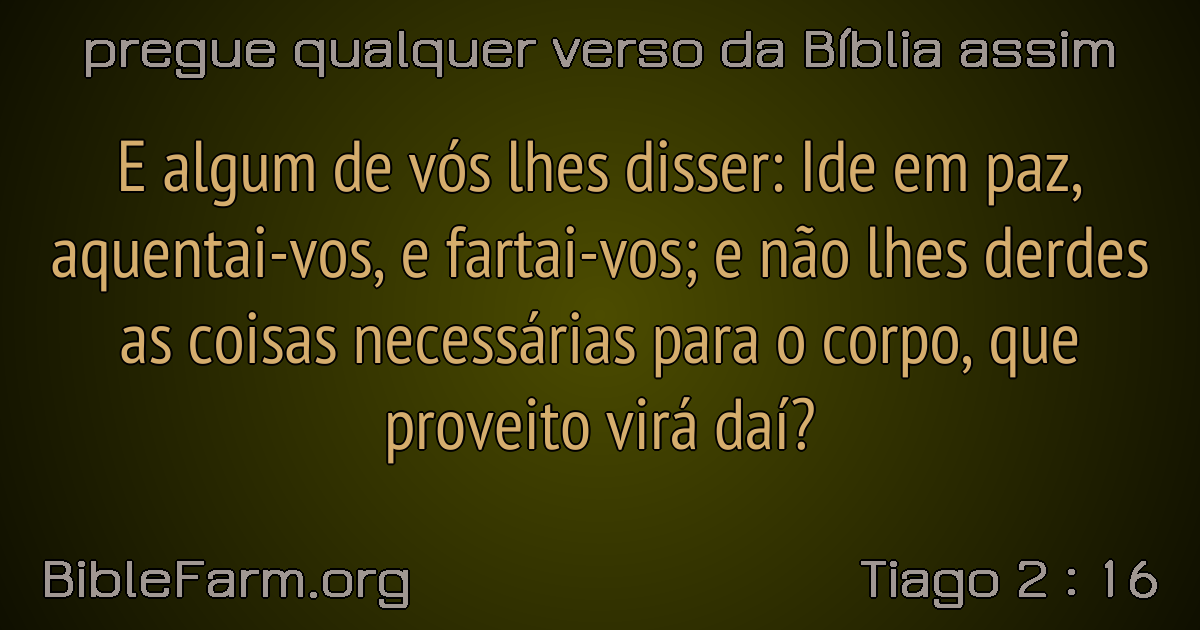 pregue qualquer verso da Bíblia assim
E algum de vós lhes disser: Ide em paz,
aquentai-vos, e fartai-vos; e não lhes derdes
as coisas necessárias para o corpo, que
proveito virá daí?
BibleFarm.org
Tiago 2 : 16